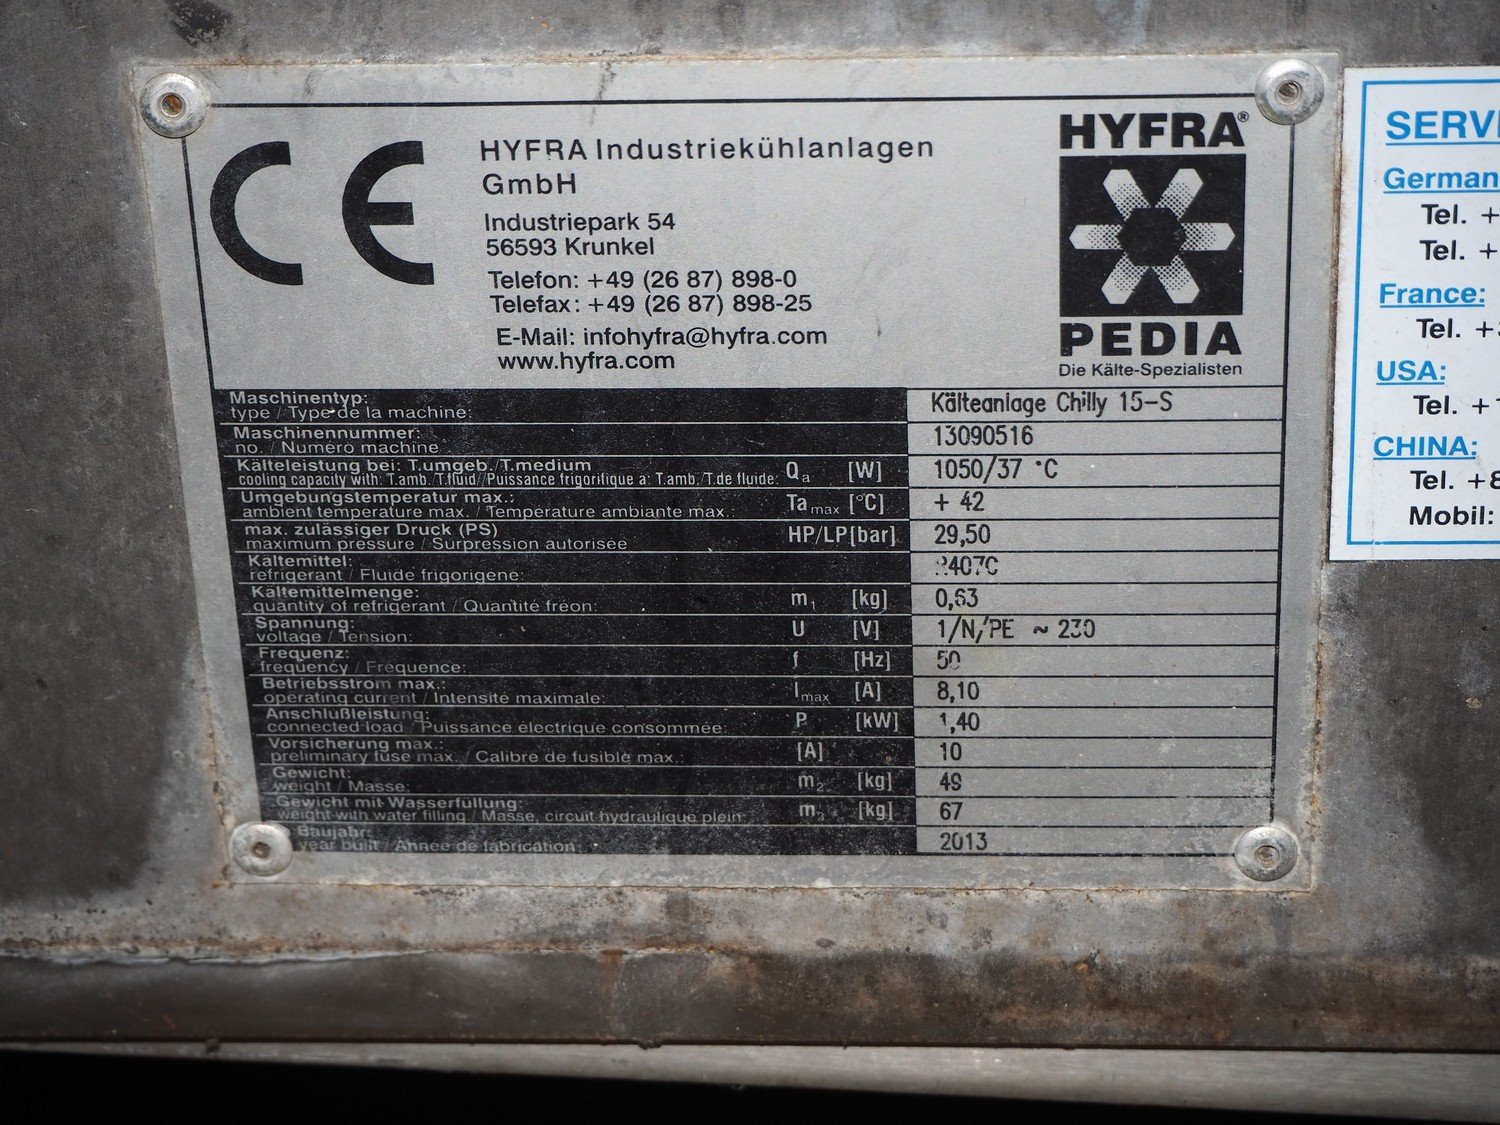 CE
HYFRA Industriekühlanlagen
GmbH
Industriepark 54
56593 Krunkel
Telefon: +49 (26 87) 898-0
Telefax: +49 (26 87) 898-25
E-Mail: infohyfra@hyfra.com
www.hyfra.com
HYFRA®
PEDIA
Die Kälte-Spezialisten
Maschinentyp: Kälteanlage Chilly 15-S
type / Type de la machine:
Maschinennummer: 13090516
no. / Numéro machine
Kälteleistung bei: T.umgeb./T.medium Qa [W] 1050/37 °C
cooling capacity with: T.amb./T.fluid//Puissance frigorifique a: T.amb./T.de fluide:
Umgebungstemperatur max.: Ta max [°C] + 42
ambient temperature max. / Température ambiante max.:
max. zulässiger Druck (PS) HP/LP[bar] 29,50
maximum pressure / Surpression autorisée
Kältemittel: R407C
refrigerant / Fluide frigorigene:
Kältemittelmenge: m1 [kg] 0,63
quantity of refrigerant / Quantité fréon:
Spannung: U [V] 1/N/PE ~ 230
voltage / Tension:
Frequenz: f [Hz] 50
frequency / Fréquence:
Betriebsstrom max.: Imax [A] 8,10
operating current / Intensité maximale:
Anschlußleistung: P [kW] 1,40
connected load / Puissance électrique consommée:
Vorsicherung max.: [A] 10
preliminary fuse max. / Calibre de fusible max.:
Gewicht: m2 [kg] 49
weight / Masse:
Gewicht mit Wasserfüllung: m3 [kg] 67
weight with water filling / Masse, circuit hydraulique plein
Baujahr: 2013
year built / Année de fabrication:
SERV
German
Tel. +
Tel. +
France:
Tel. +
USA:
Tel. +
CHINA:
Tel. +8
Mobil: